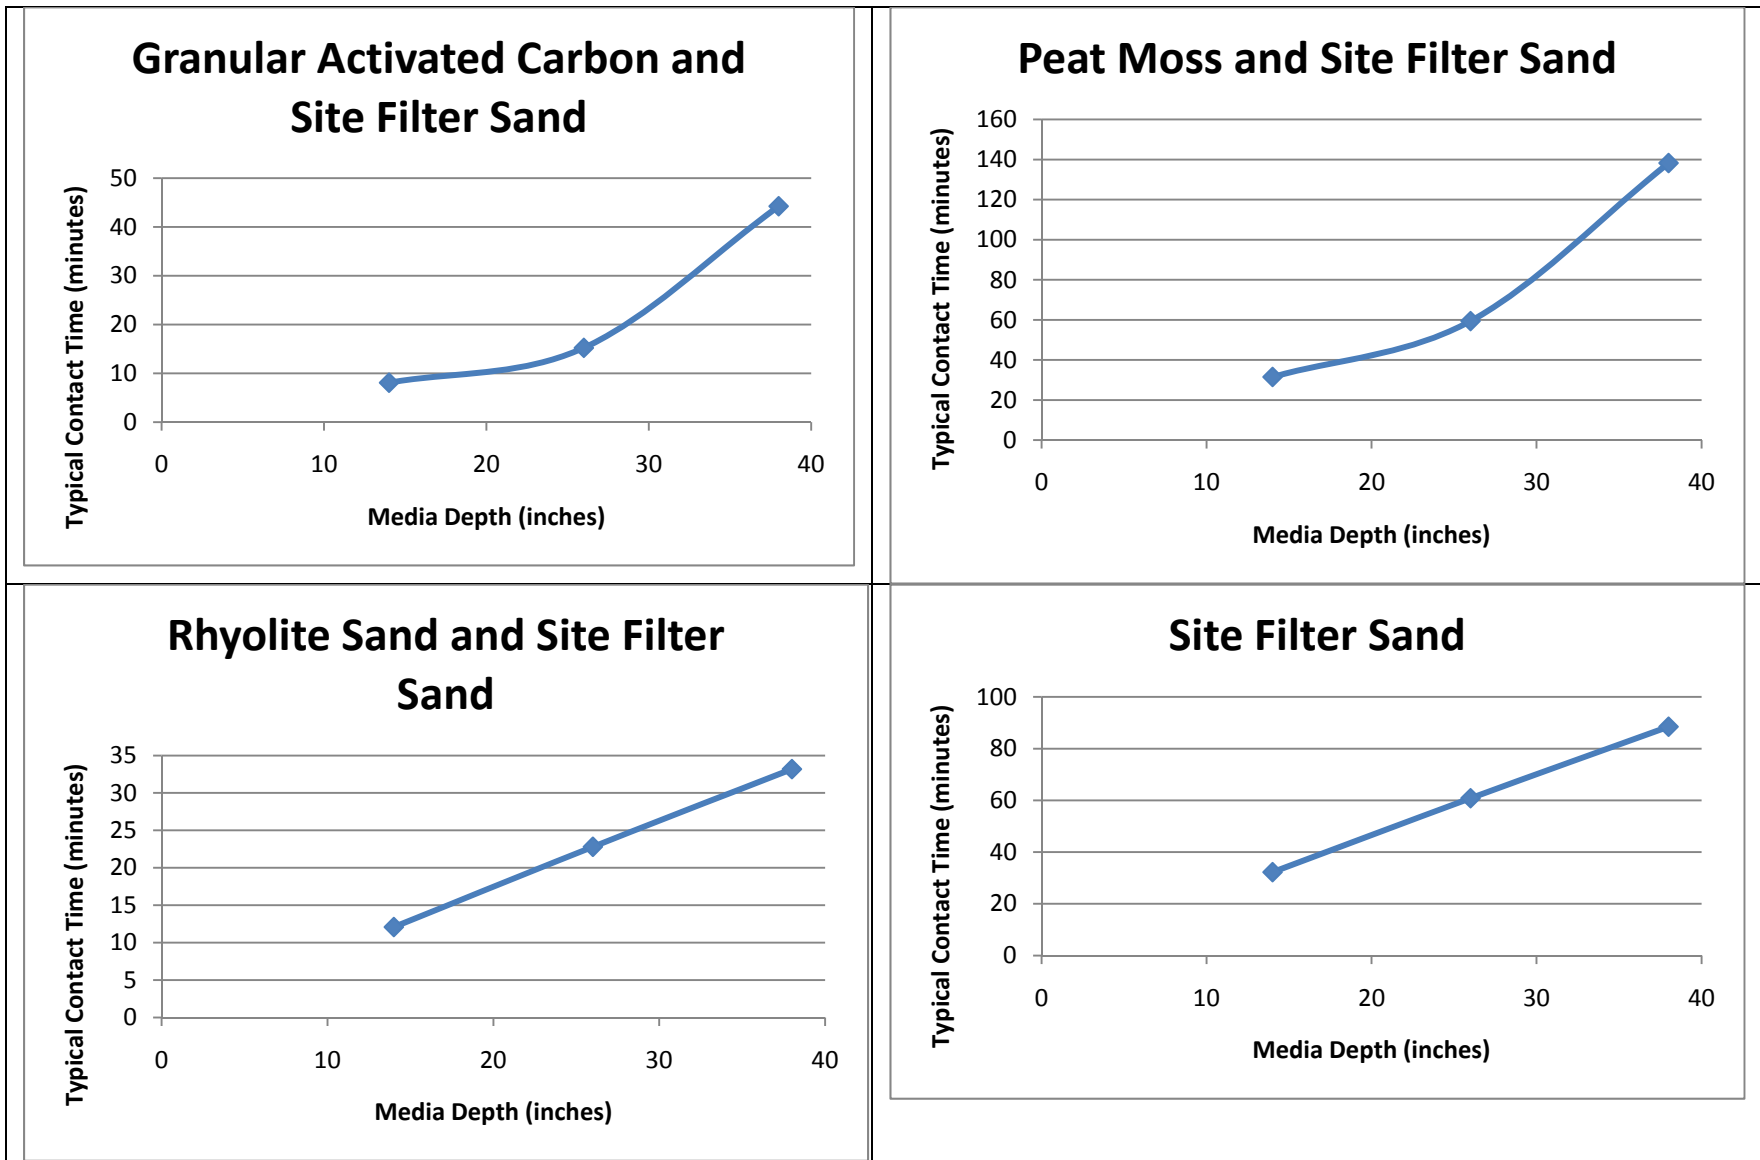 Granular Activated Carbon and
Site Filter Sand
Typical Contact Time (minutes)
50
40
30
20
10
0
0 10 20 30 40
Media Depth (inches)
Peat Moss and Site Filter Sand
Typical Contact Time (minutes)
160
140
120
100
80
60
40
20
0
0 10 20 30 40
Media Depth (inches)
Rhyolite Sand and Site Filter
Sand
Typical Contact Time (minutes)
35
30
25
20
15
10
5
0
0 10 20 30 40
Media Depth (inches)
Site Filter Sand
Typical Contact Time (minutes)
100
80
60
40
20
0
0 10 20 30 40
Media Depth (inches)